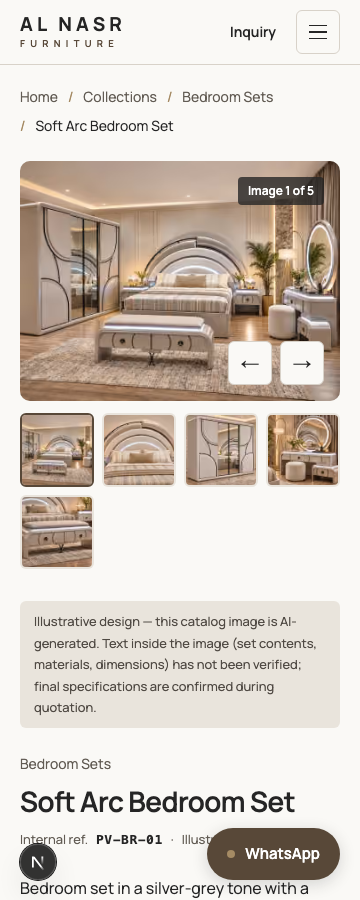 AL NASR
FURNITURE
Inquiry
Home / Collections / Bedroom Sets
/ Soft Arc Bedroom Set
Image 1 of 5
← →
Illustrative design — this catalog image is AI-
generated. Text inside the image (set contents,
materials, dimensions) has not been verified;
final specifications are confirmed during
quotation.
Bedroom Sets
Soft Arc Bedroom Set
Internal ref. PV-BR-01 ·
N
WhatsApp
Bedroom set in a silver-grey tone with a